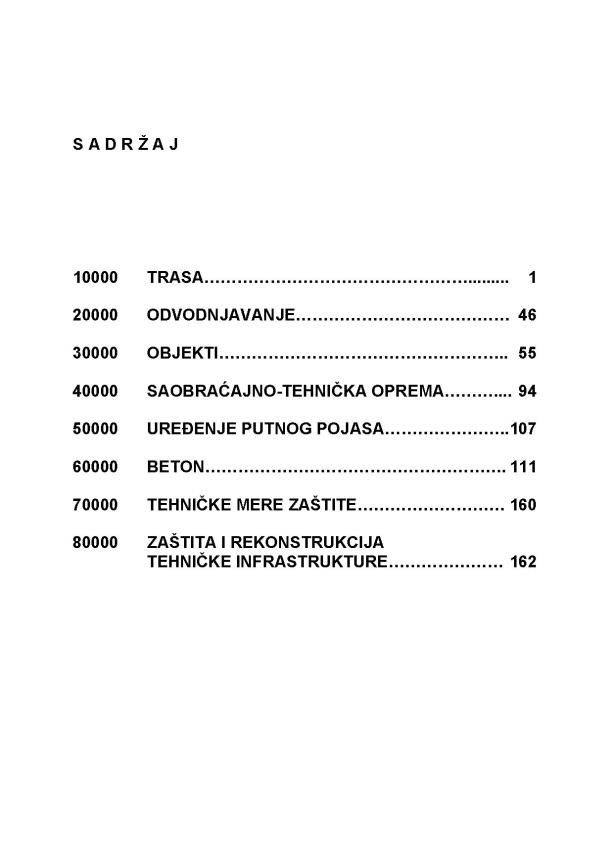 S A D R Ž A J
10000 TRASA…………………………………………......... 1
20000 ODVODNJAVANJE………………………………… 46
30000 OBJEKTI…………………………………………….. 55
40000 SAOBRAĆAJNO-TEHNIČKA OPREMA………... 94
50000 UREĐENJE PUTNOG POJASA………………….107
60000 BETON………………………………………………. 111
70000 TEHNIČKE MERE ZAŠTITE……………………… 160
80000 ZAŠTITA I REKONSTRUKCIJA
TEHNIČKE INFRASTRUKTURE………………… 162